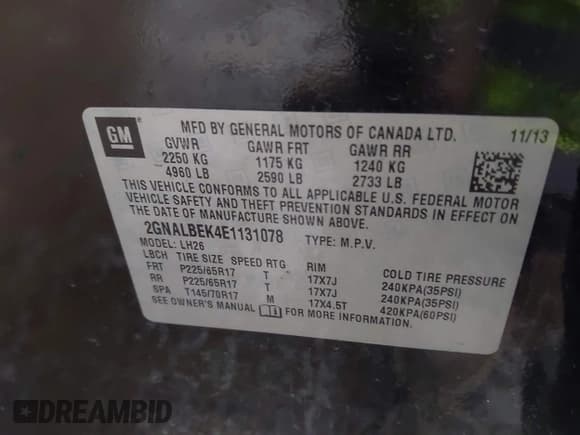 GM MFD BY GENERAL MOTORS OF CANADA LTD. 11/13
GVWR GAWR FRT GAWR RR
2250 KG 1175 KG 1240 KG
4960 LB 2590 LB 2733 LB
THIS VEHICLE CONFORMS TO ALL APPLICABLE U.S. FEDERAL MOTOR
VEHICLE SAFETY AND THEFT PREVENTION STANDARDS IN EFFECT ON
THE DATE OF MANUFACTURE SHOWN ABOVE.
2GNALBEK4E1131078 TYPE: M.P.V.
MODEL: LH26
LBCH TIRE SIZE SPEED RTG RIM COLD TIRE PRESSURE
FRT P225/65R17 T 17X7J 240KPA(35PSI)
RR P225/65R17 T 17X7J 240KPA(35PSI)
SPA T145/70R17 M 17X4.5T 420KPA(60PSI)
SEE OWNER'S MANUAL FOR MORE INFORMATION.
DREAMBID